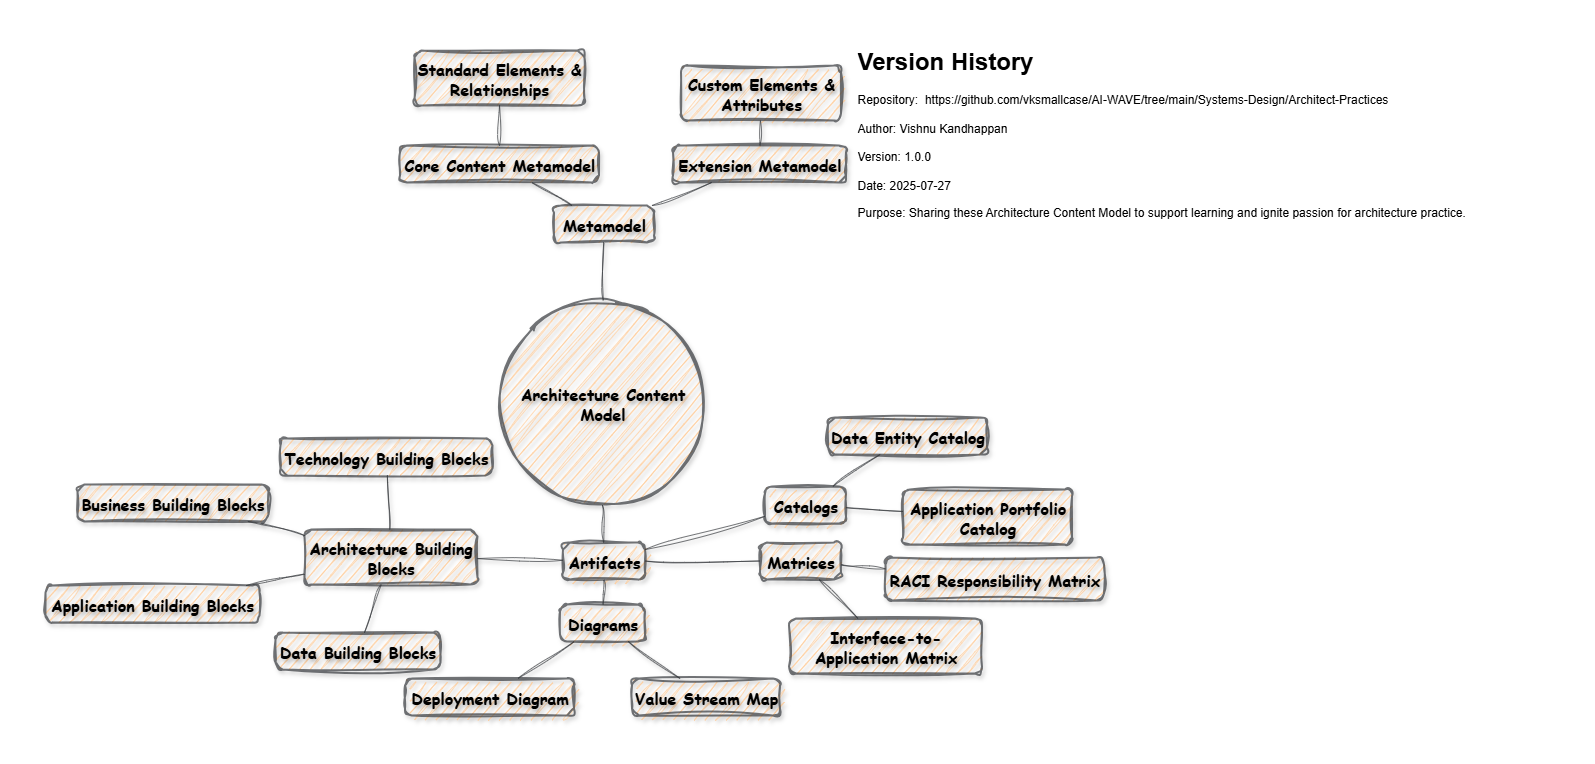 Standard Elements &
Relationships
Custom Elements &
Attributes
Core Content Metamodel
Extension Metamodel
Metamodel
Version History
Repository:  https://github.com/vksmallcase/AI-WAVE/tree/main/Systems-Design/Architect-Practices
Author: Vishnu Kandhappan
Version: 1.0.0
Date: 2025-07-27
Purpose: Sharing these Architecture Content Model to support learning and ignite passion for architecture practice.
Architecture Content
Model
Technology Building Blocks
Business Building Blocks
Architecture Building
Blocks
Application Building Blocks
Data Building Blocks
Artifacts
Diagrams
Deployment Diagram
Value Stream Map
Data Entity Catalog
Catalogs
Application Portfolio
Catalog
Matrices
RACI Responsibility Matrix
Interface-to-
Application Matrix